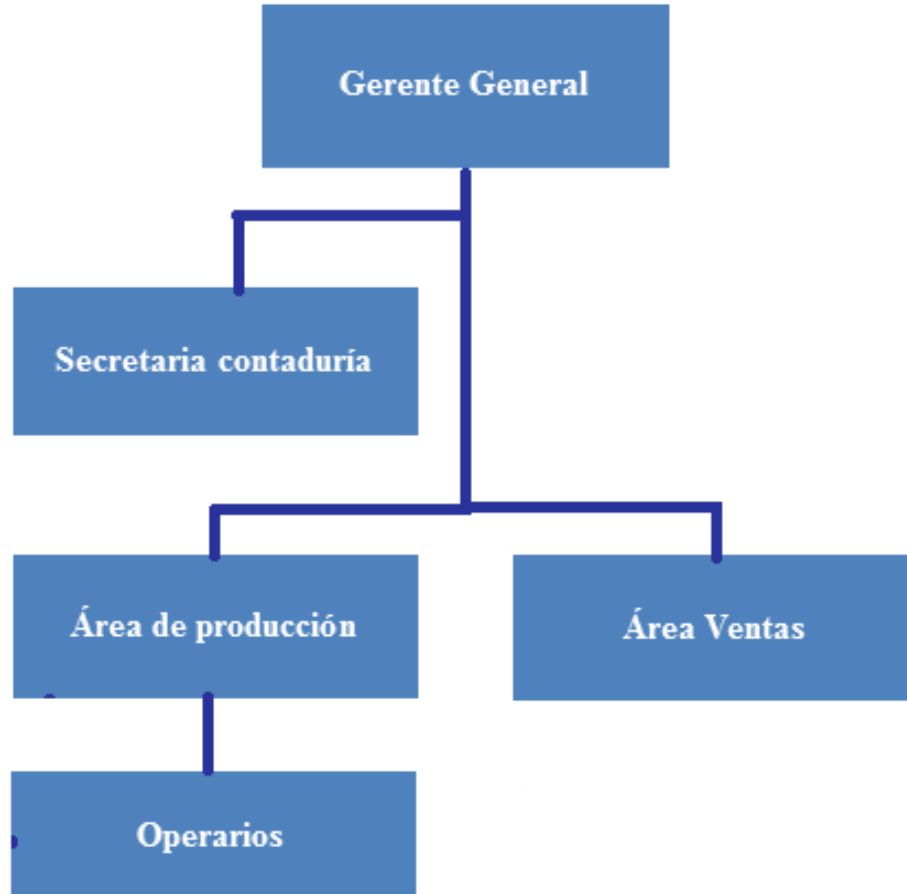 Gerente General
Secretaria contaduría
Área de producción
Área Ventas
Operarios